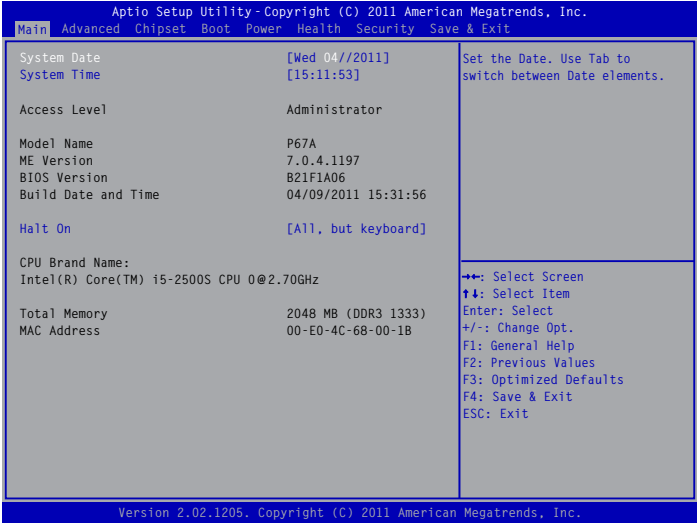 Aptio Setup Utility - Copyright (C) 2011 American Megatrends, Inc.
Main Advanced Chipset Boot Power Health Security Save & Exit
System Date [Wed 04//2011]
System Time [15:11:53]
Access Level Administrator
Model Name P67A
ME Version 7.0.4.1197
BIOS Version B21F1A06
Build Date and Time 04/09/2011 15:31:56
Halt On [All, but keyboard]
CPU Brand Name:
Intel(R) Core(TM) i5-2500S CPU 0@2.70GHz
Total Memory 2048 MB (DDR3 1333)
MAC Address 00-E0-4C-68-00-1B
Set the Date. Use Tab to
switch between Date elements.
→←: Select Screen
↑↓: Select Item
Enter: Select
+/-: Change Opt.
F1: General Help
F2: Previous Values
F3: Optimized Defaults
F4: Save & Exit
ESC: Exit
Version 2.02.1205. Copyright (C) 2011 American Megatrends, Inc.